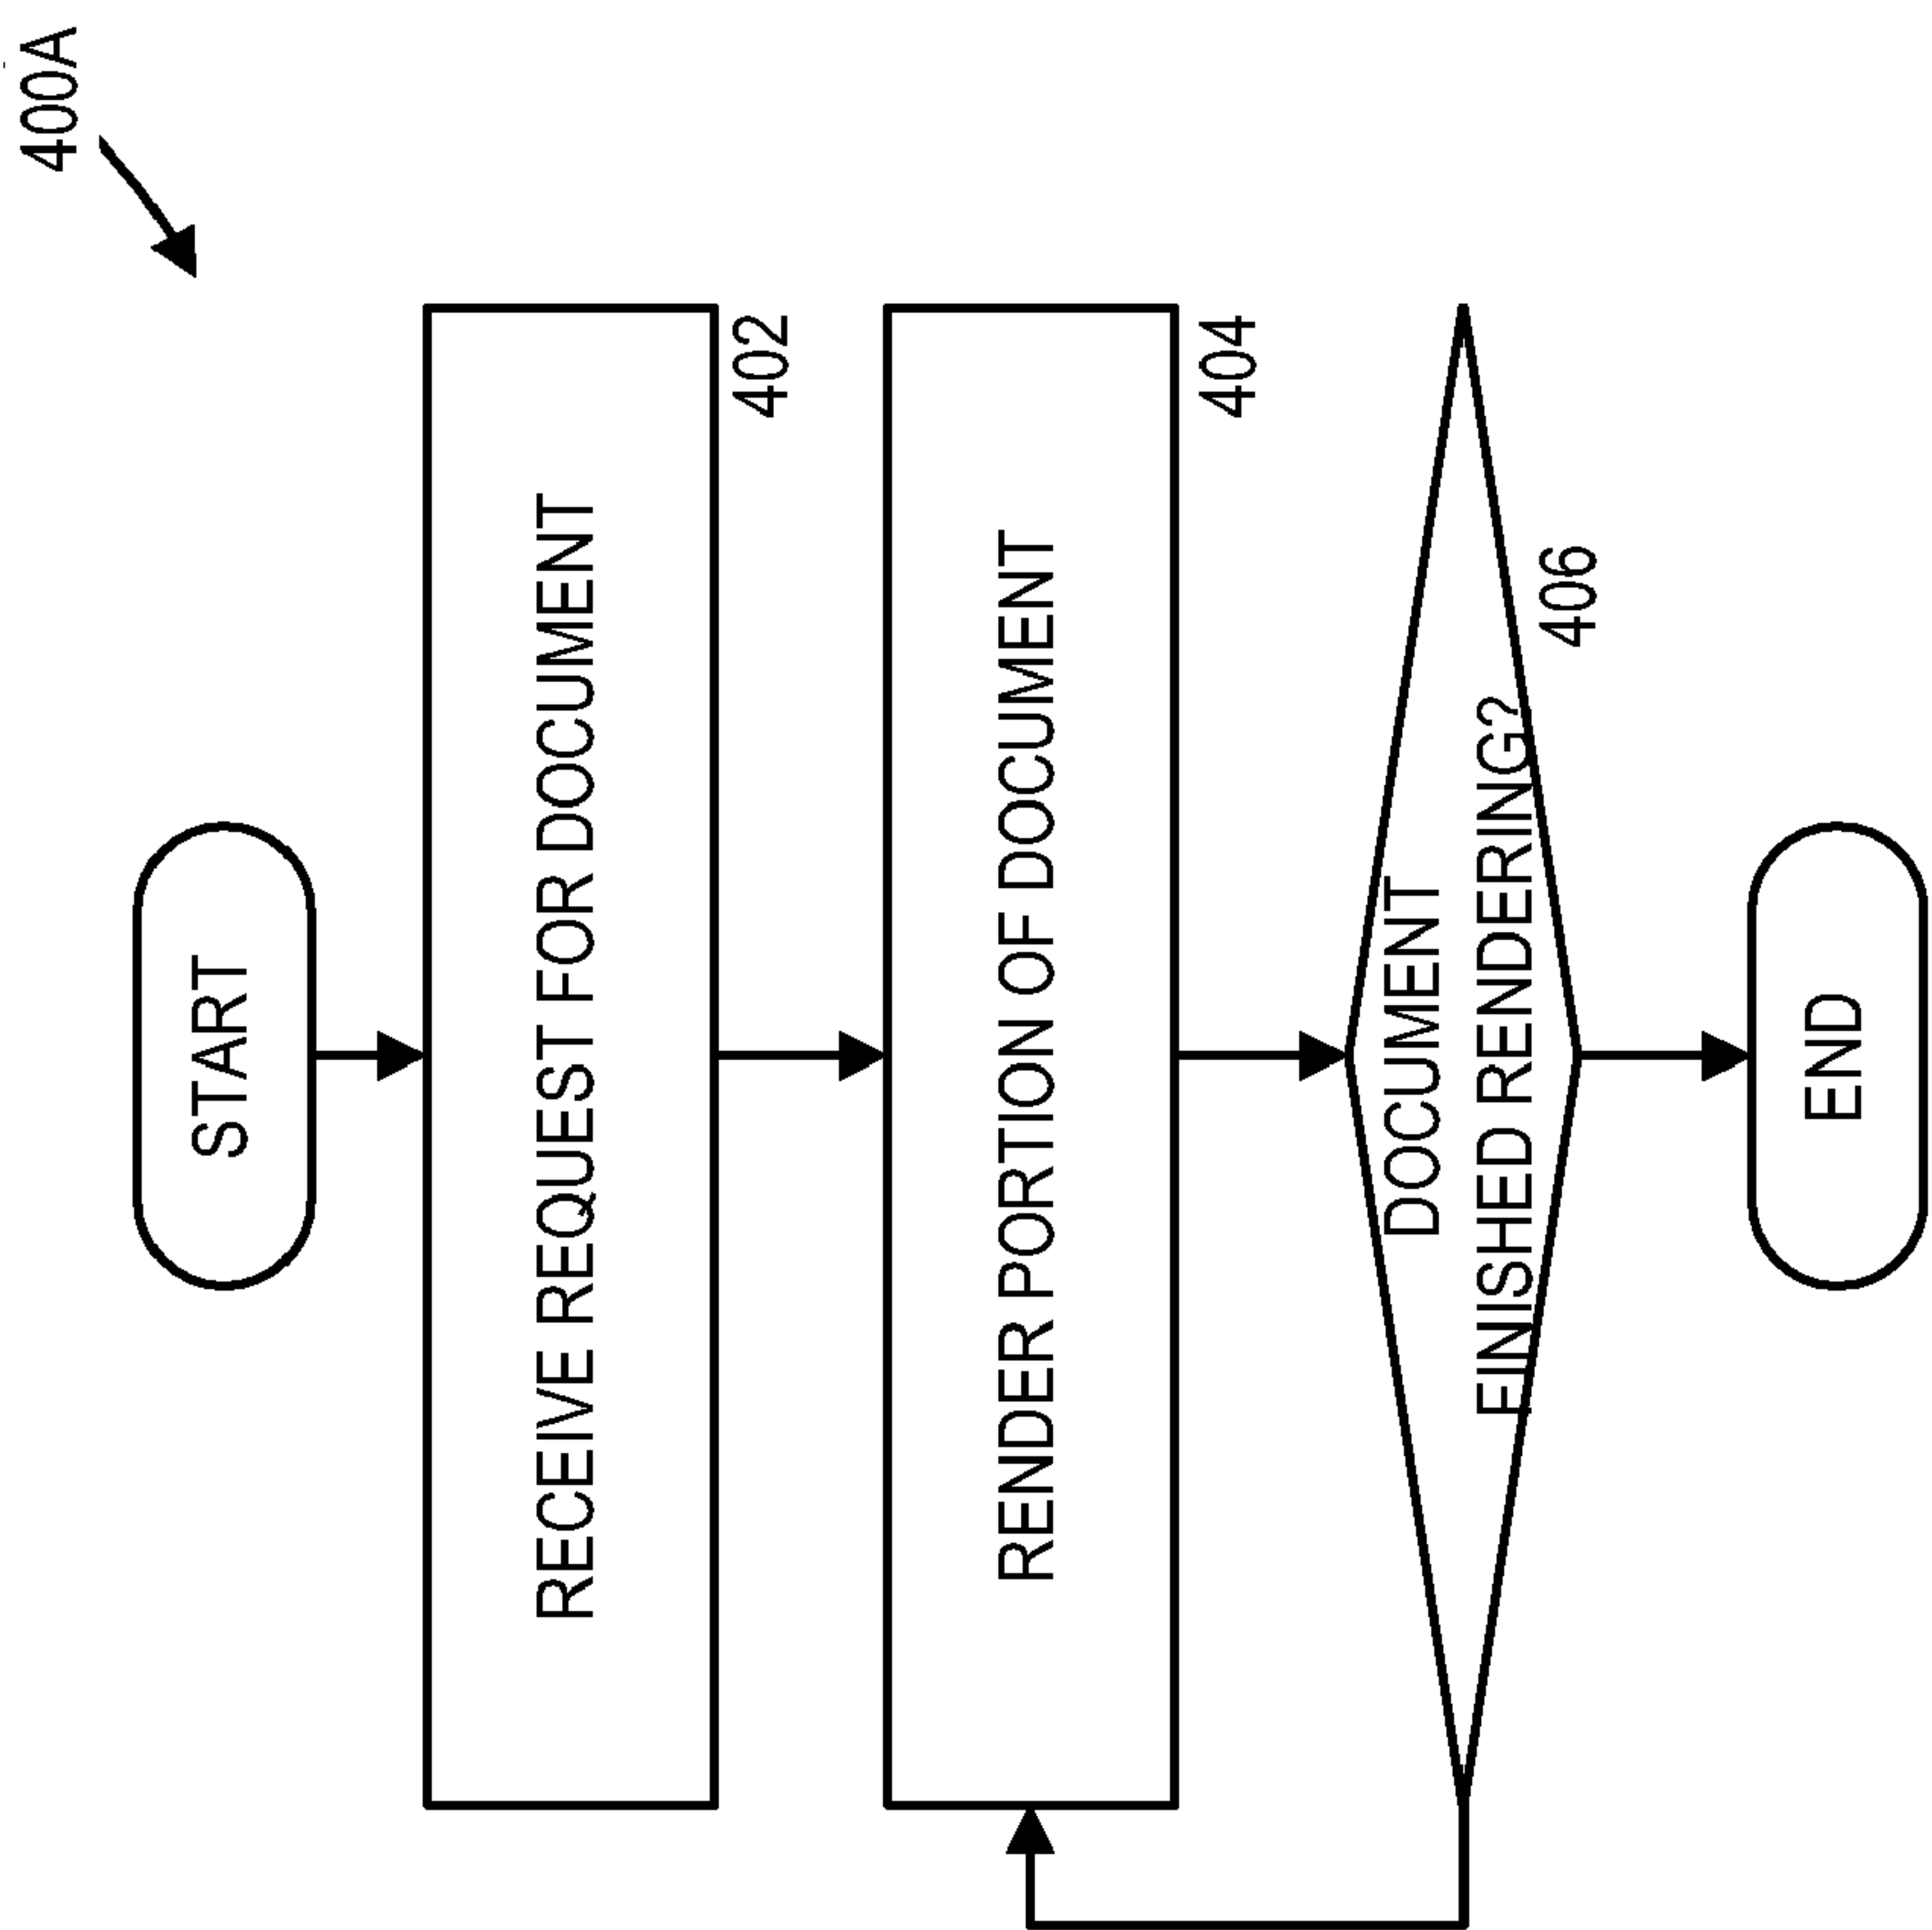 400A
START
RECEIVE REQUEST FOR DOCUMENT
402
RENDER PORTION OF DOCUMENT
404
DOCUMENT
FINISHED RENDERING?
406
END